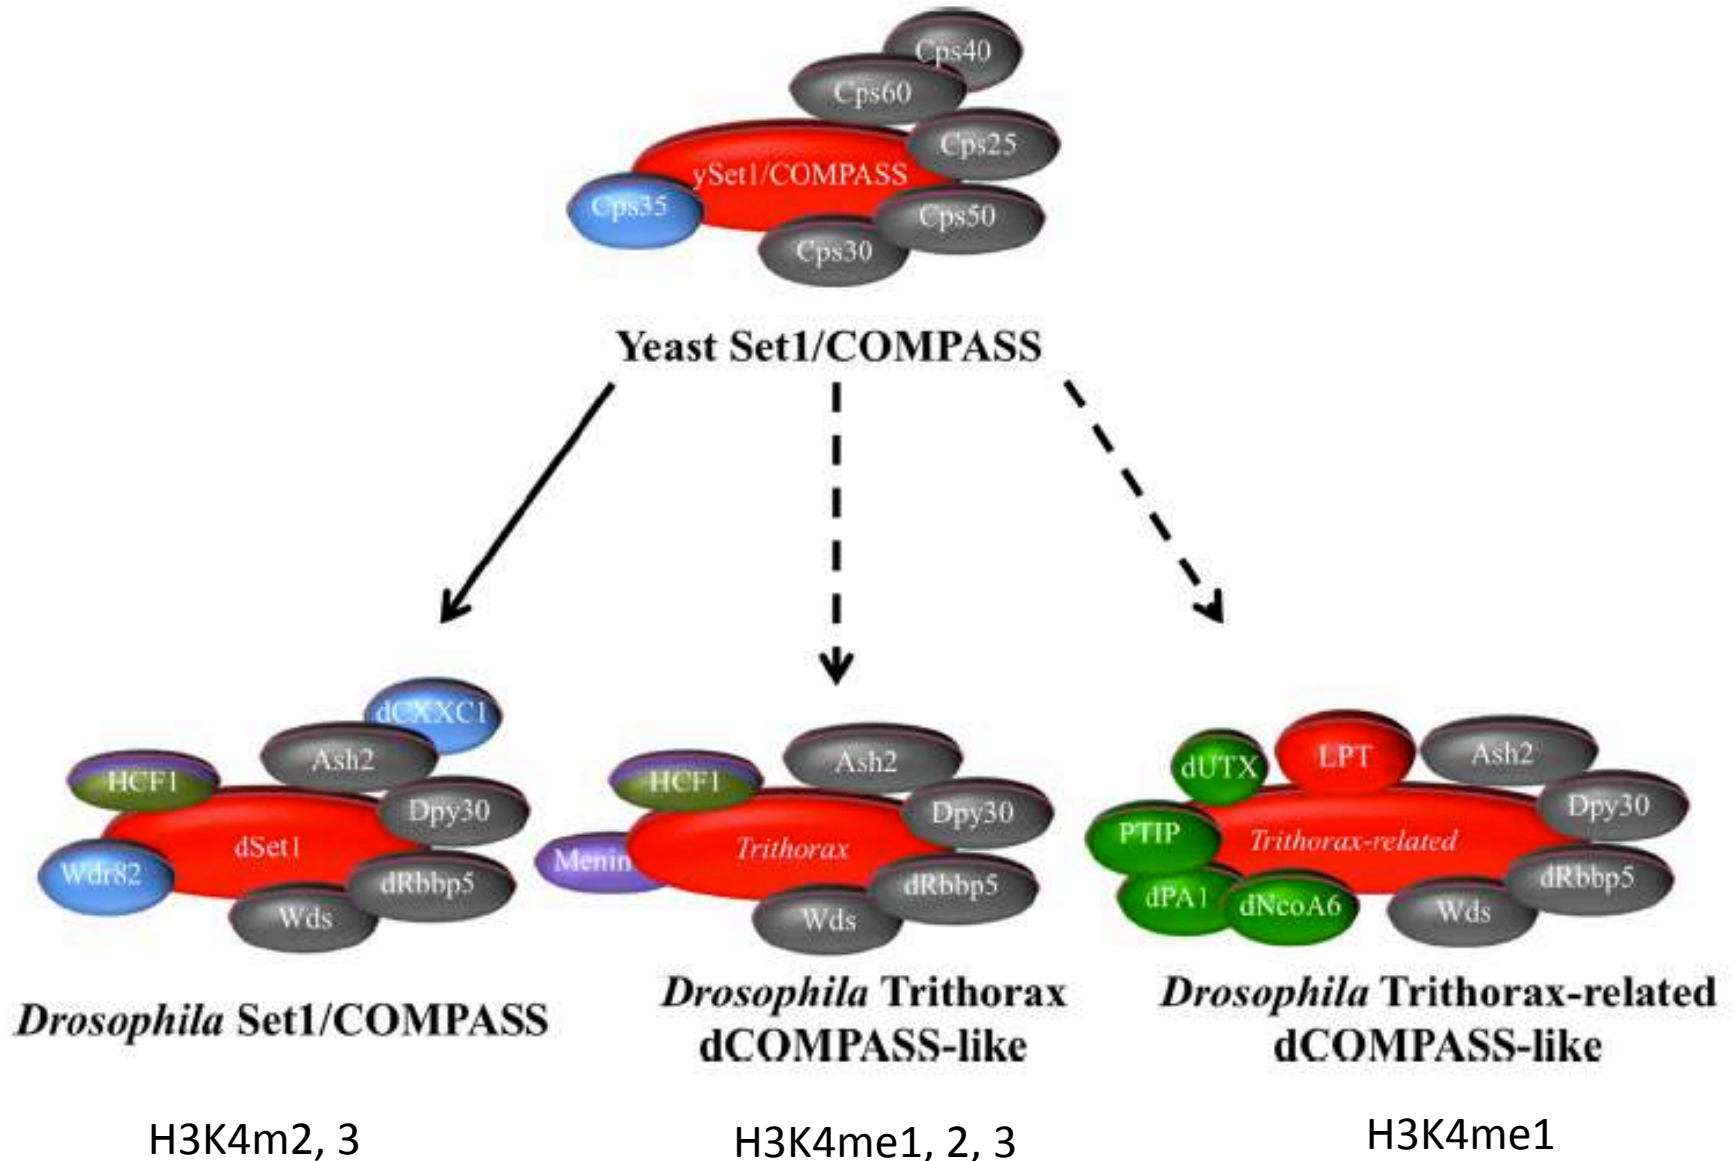 Cps40
Cps60
Cps25
ySet1/COMPASS
Cps35
Cps50
Cps30
Yeast Set1/COMPASS
dCXXC1
Ash2
HCF1
Dpy30
dSet1
Wdr82
dRbbp5
Wds
Drosophila Set1/COMPASS
H3K4m2, 3
Ash2
HCF1
Dpy30
Trithorax
Menin
dRbbp5
Wds
Drosophila Trithorax
dCOMPASS-like
H3K4me1, 2, 3
dUTX
LPT
Ash2
Dpy30
PTIP
Trithorax-related
dRbbp5
dPA1
dNcoA6
Wds
Drosophila Trithorax-related
dCOMPASS-like
H3K4me1